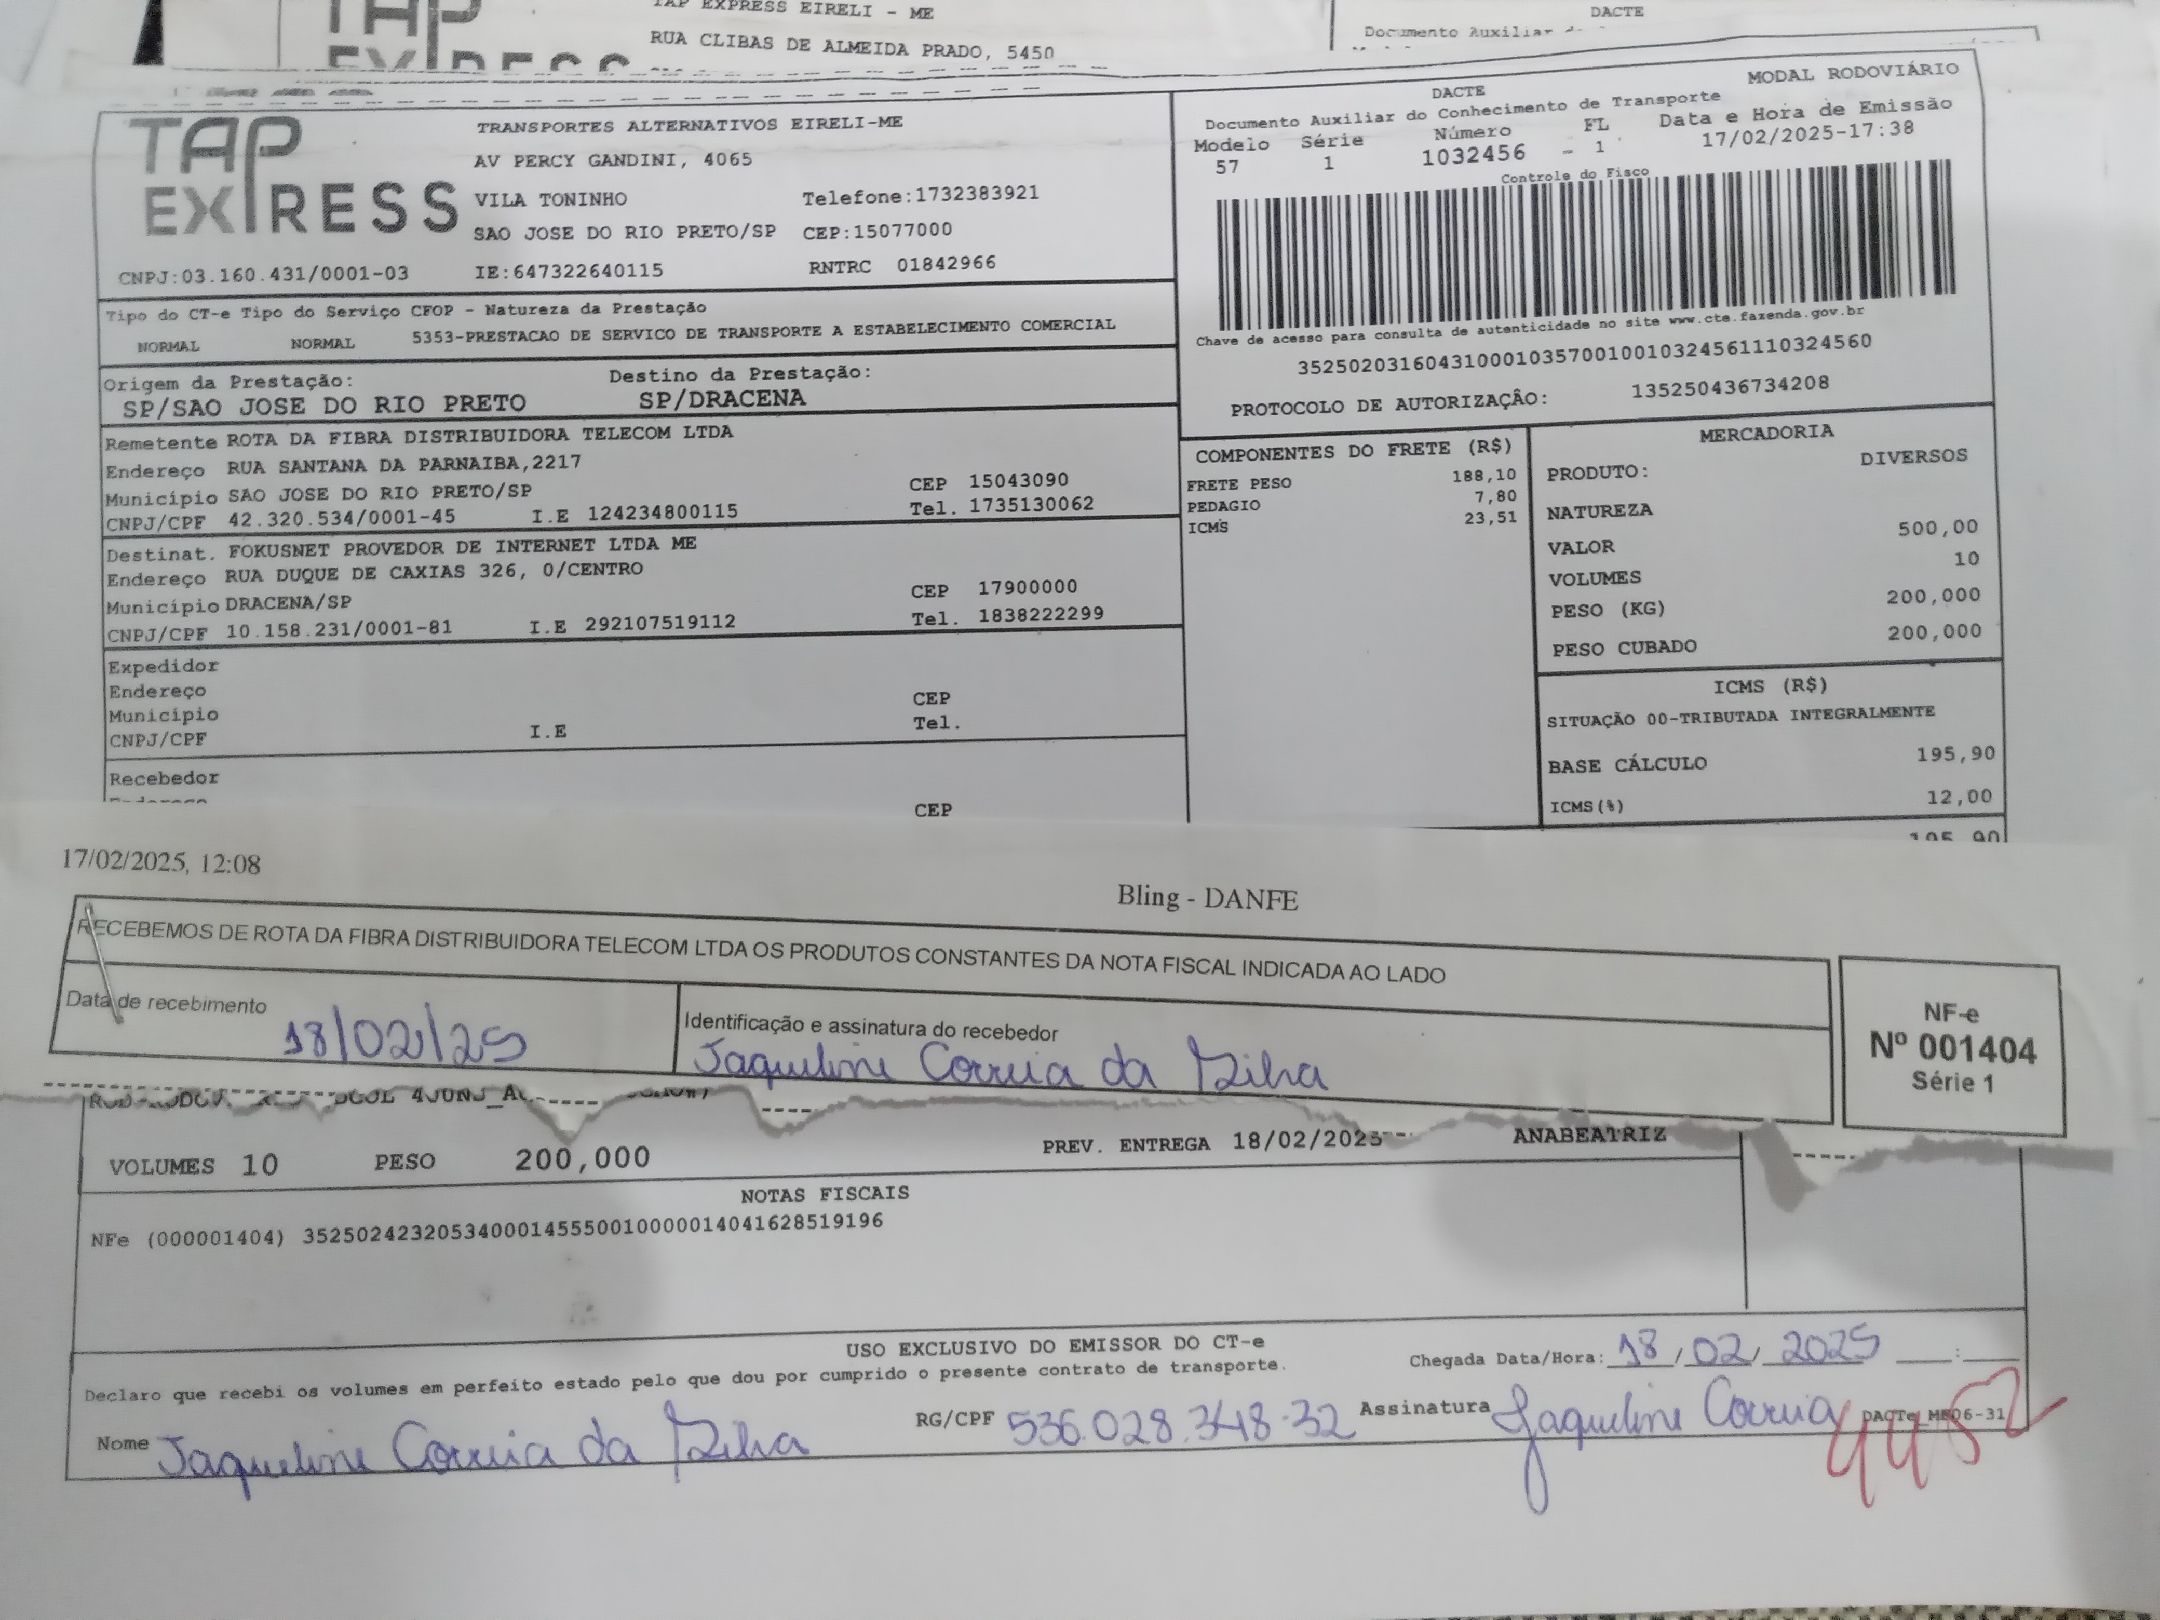 TAP EXPRESS EIRELI - ME
RUA CLIBAS DE ALMEIDA PRADO, 5450
DACTE
Documento Auxiliar
TAP EXPRESS
TRANSPORTES ALTERNATIVOS EIRELI-ME
AV PERCY GANDINI, 4065
VILA TONINHO Telefone:1732383921
SAO JOSE DO RIO PRETO/SP CEP:15077000
CNPJ:03.160.431/0001-03 IE:647322640115 RNTRC 01842966
DACTE MODAL RODOVIÁRIO
Documento Auxiliar do Conhecimento de Transporte
Modelo Série Número FL Data e Hora de Emissão
57 1 1032456 - 1 17/02/2025-17:38
Controle do Fisco
Chave de acesso para consulta de autenticidade no site www.cte.fazenda.gov.br
35250203160431000103570010010324561110324560
PROTOCOLO DE AUTORIZAÇÂO: 135250436734208
Tipo do CT-e Tipo do Serviço CFOP - Natureza da Prestação
NORMAL NORMAL 5353-PRESTACAO DE SERVICO DE TRANSPORTE A ESTABELECIMENTO COMERCIAL
Origem da Prestação: Destino da Prestação:
SP/SAO JOSE DO RIO PRETO SP/DRACENA
Remetente ROTA DA FIBRA DISTRIBUIDORA TELECOM LTDA
Endereço RUA SANTANA DA PARNAIBA,2217
Município SAO JOSE DO RIO PRETO/SP CEP 15043090
CNPJ/CPF 42.320.534/0001-45 I.E 124234800115 Tel. 1735130062
Destinat. FOKUSNET PROVEDOR DE INTERNET LTDA ME
Endereço RUA DUQUE DE CAXIAS 326, 0/CENTRO
Município DRACENA/SP CEP 17900000
CNPJ/CPF 10.158.231/0001-81 I.E 292107519112 Tel. 1838222299
Expedidor
Endereço
Município CEP
CNPJ/CPF I.E Tel.
Recebedor
CEP
COMPONENTES DO FRETE (R$)
FRETE PESO 188,10
PEDAGIO 7,80
ICMS 23,51
MERCADORIA
PRODUTO: DIVERSOS
NATUREZA
VALOR 500,00
VOLUMES 10
PESO (KG) 200,000
PESO CUBADO 200,000
ICMS (R$)
SITUAÇÃO 00-TRIBUTADA INTEGRALMENTE
BASE CÁLCULO 195,90
ICMS(%) 12,00
195,90
17/02/2025, 12:08
Bling - DANFE
RECEBEMOS DE ROTA DA FIBRA DISTRIBUIDORA TELECOM LTDA OS PRODUTOS CONSTANTES DA NOTA FISCAL INDICADA AO LADO
Data de recebimento
18/02/25
Identificação e assinatura do recebedor
Jaqueline Correia da Silva
NF-e
Nº 001404
Série 1
VOLUMES 10 PESO 200,000 PREV. ENTREGA 18/02/2025 ANABEATRIZ
NOTAS FISCAIS
NFe (000001404) 35250242320534000145550010000014041628519196
USO EXCLUSIVO DO EMISSOR DO CT-e
Declaro que recebi os volumes em perfeito estado pelo que dou por cumprido o presente contrato de transporte.
Chegada Data/Hora: 18/02/2025 :
Nome Jaqueline Correia da Silva RG/CPF 536.028.348-32 Assinatura Jaqueline Correia